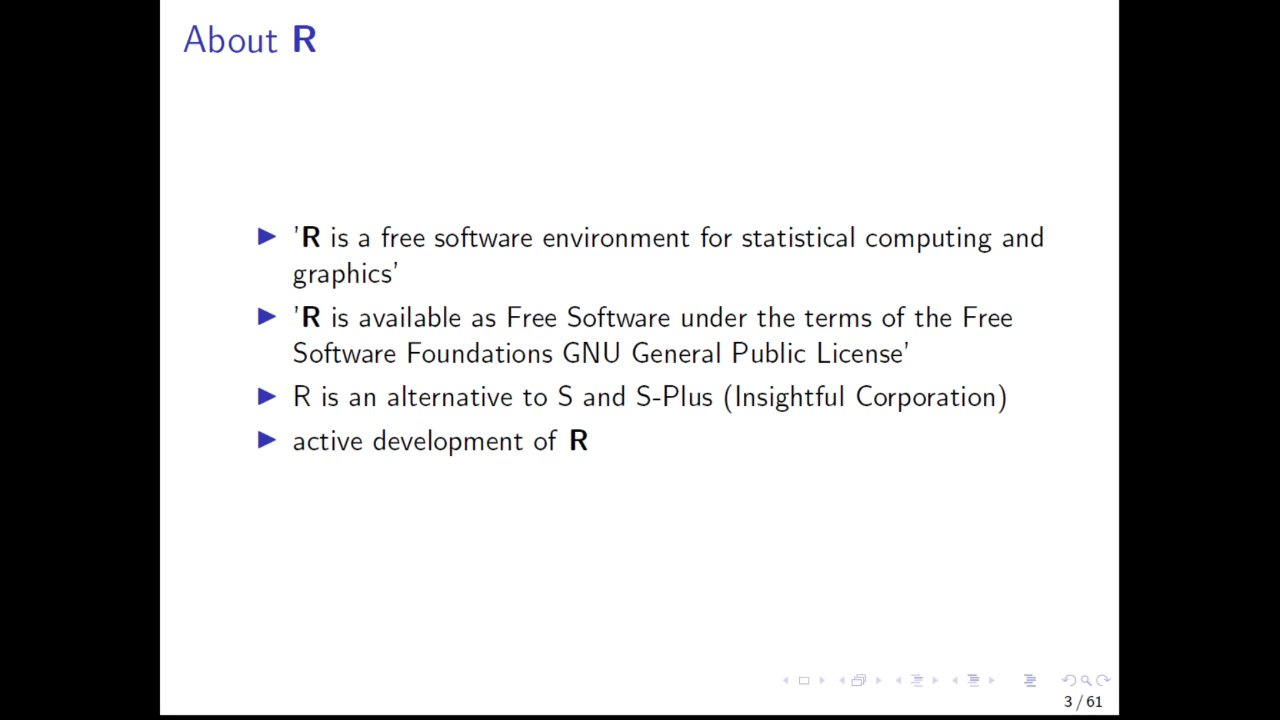 About R
'R is a free software environment for statistical computing and
graphics'
'R is available as Free Software under the terms of the Free
Software Foundations GNU General Public License'
R is an alternative to S and S-Plus (Insightful Corporation)
active development of R
3 / 61